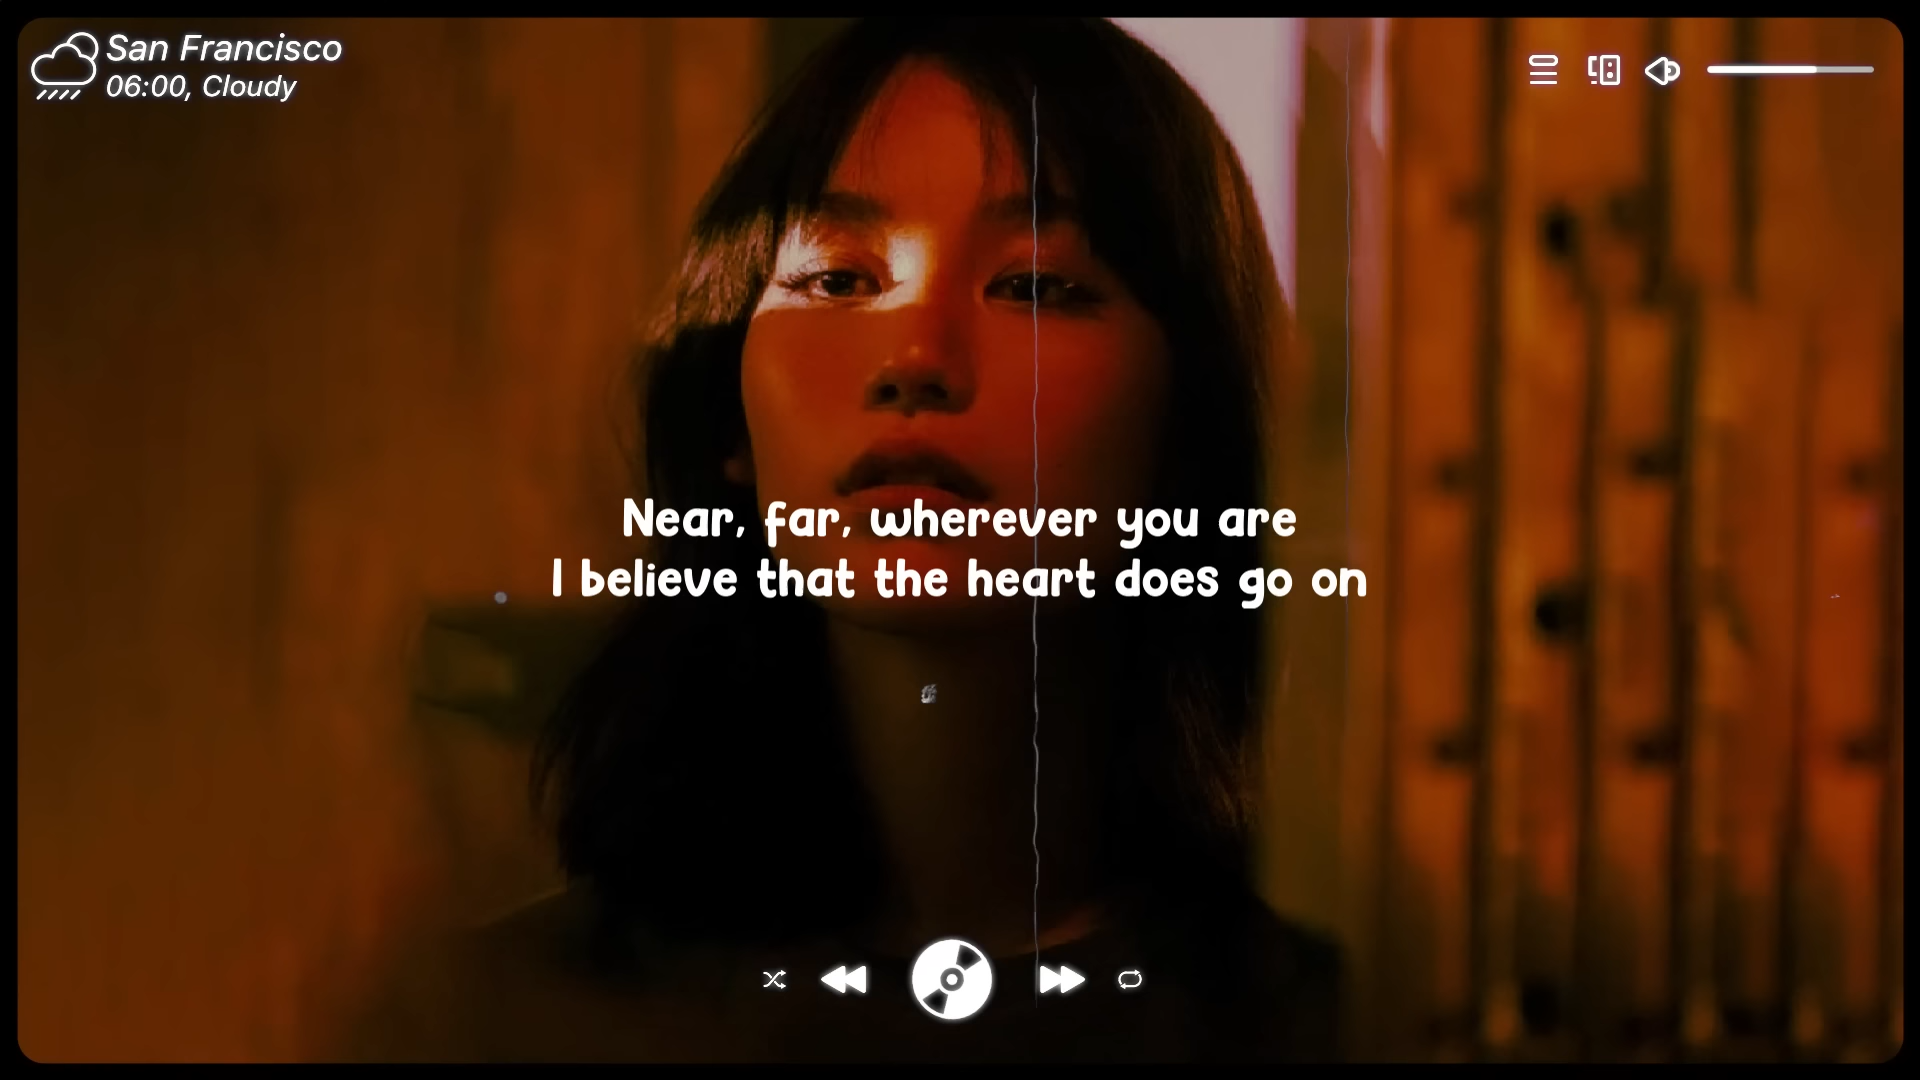 San Francisco
06:00, Cloudy
Near, far, wherever you are
I believe that the heart does go on